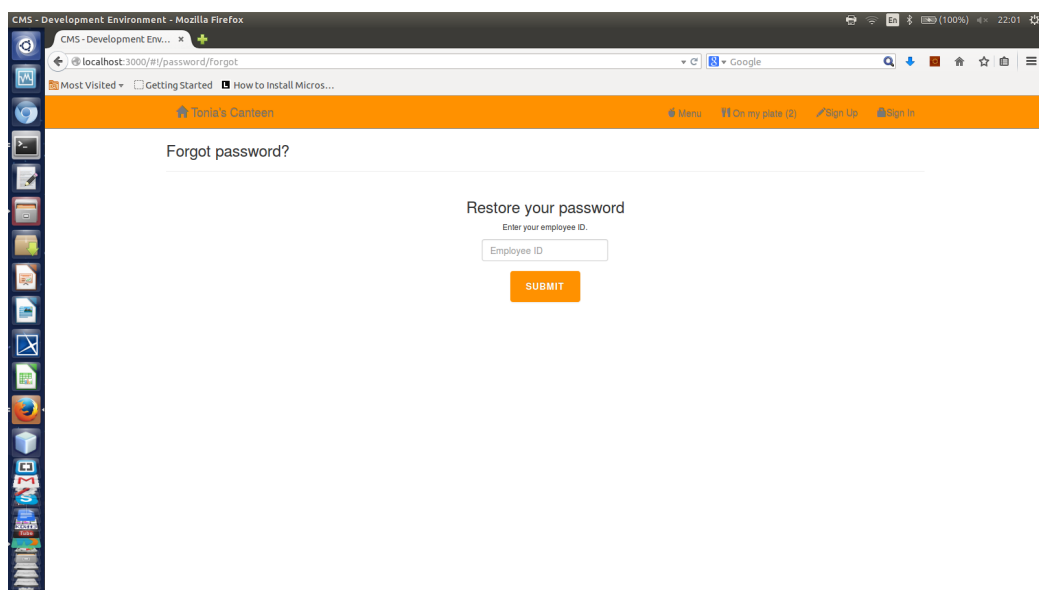 CMS - Development Environment - Mozilla Firefox
En (100%) 22:01
CMS - Development Env... ×
localhost:3000/#!/password/forgot
Google
Most Visited
Getting Started
How to Install Micros...
Tonia's Canteen
Menu
On my plate (2)
Sign Up
Sign In
Forgot password?
Restore your password
Enter your employee ID.
Employee ID
SUBMIT